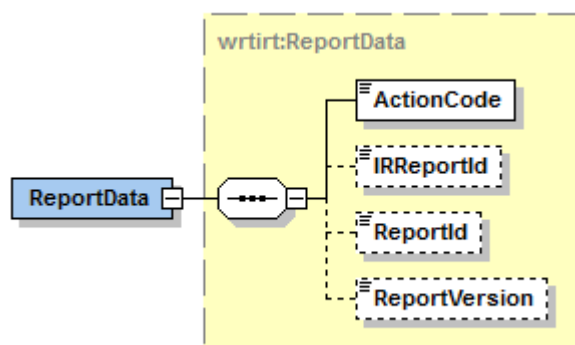 wrtirt:ReportData
ActionCode
IRReportId
ReportData
ReportId
ReportVersion